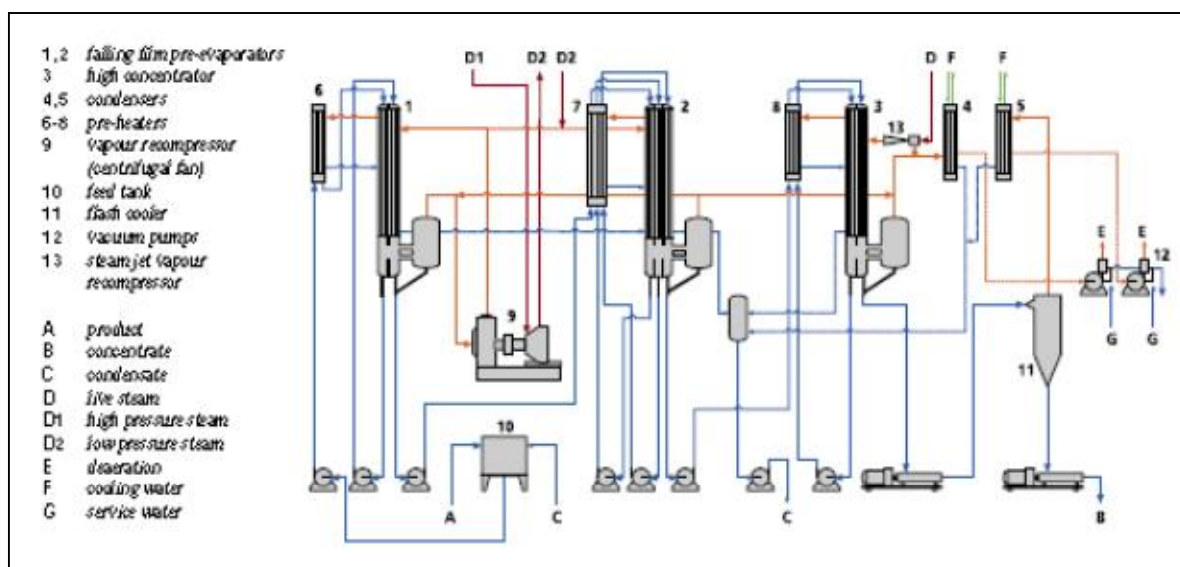 1,2 falling film pre-evaporators
3 high concentrator
4,5 condensers
6-8 pre-heaters
9 vapour recompressor
(centrifugal fan)
10 feed tank
11 flash cooler
12 vacuum pumps
13 steam jet vapour
recompressor
A product
B concentrate
C condensate
D live steam
D1 high pressure steam
D2 low pressure steam
E deaeration
F cooling water
G service water
D1 D2 D2 D F F
6 1 7 2 8 3 4 5
13
E E 12
9
G G
11
10
A C C B